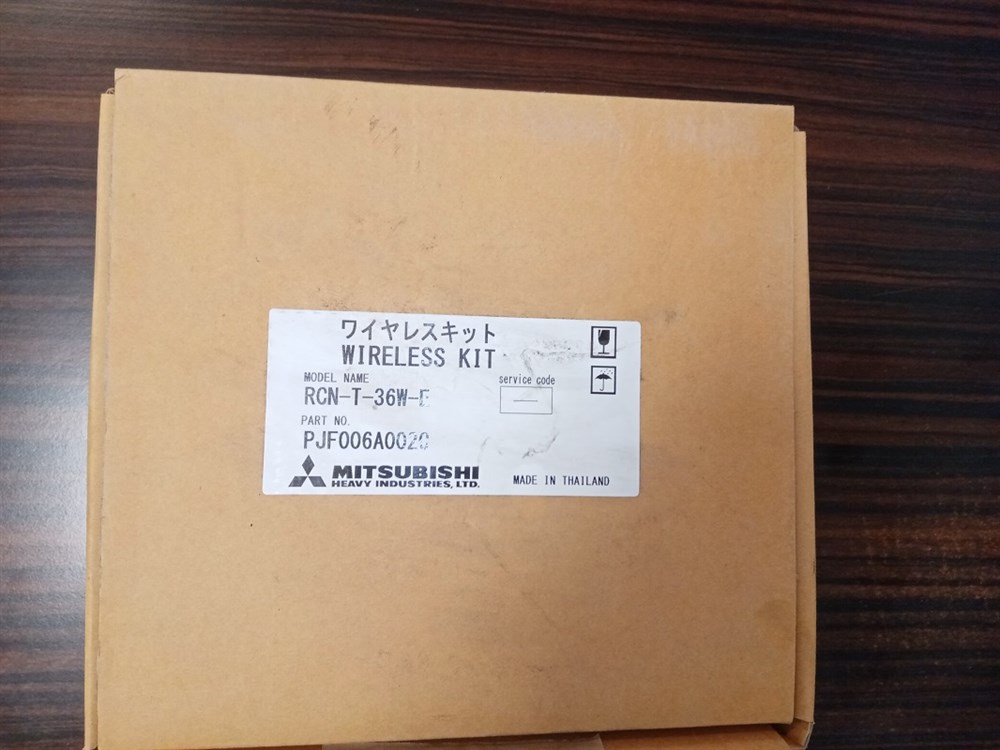 ワイヤレスキット
WIRELESS KIT
MODEL NAME
RCN-T-36W-E
service code
—
PART NO.
PJF006A002C
MITSUBISHI
HEAVY INDUSTRIES, LTD.
MADE IN THAILAND